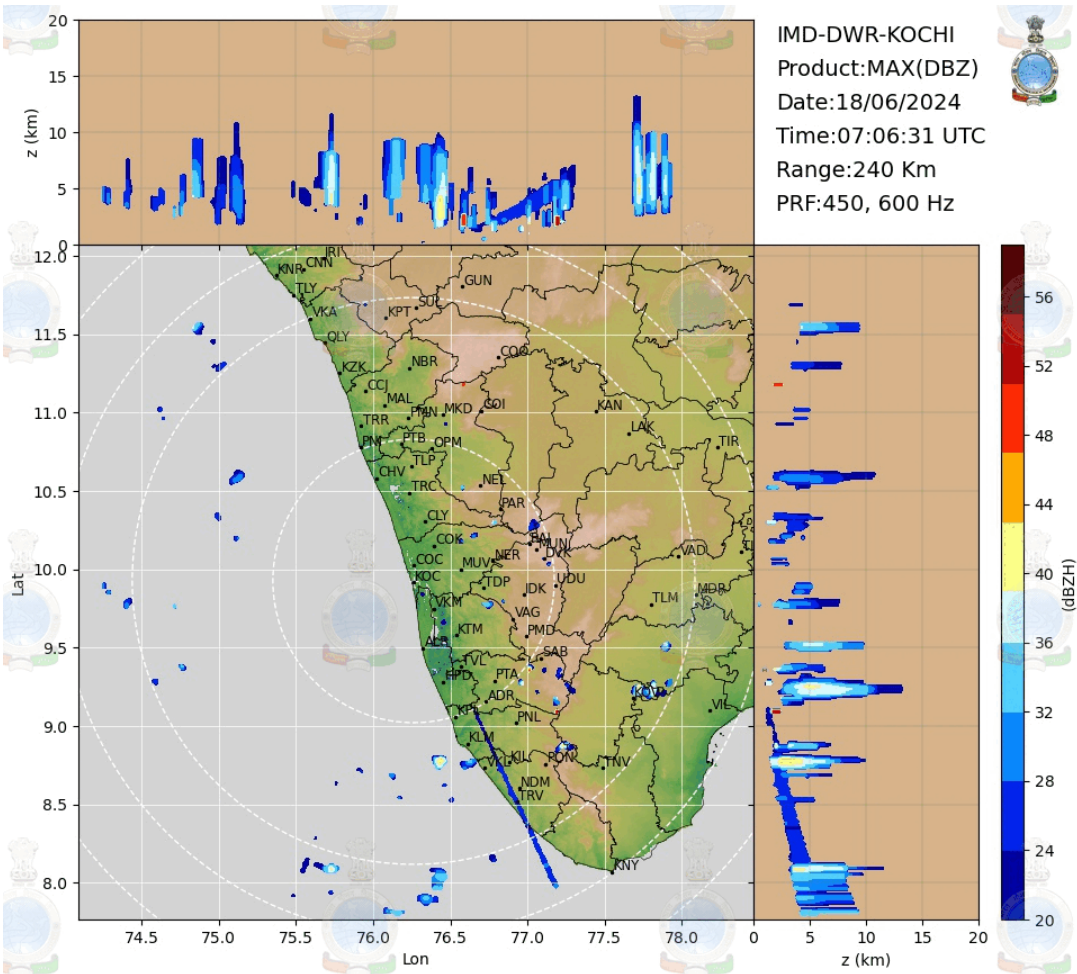 IMD-DWR-KOCHI
Product:MAX(DBZ)
Date:18/06/2024
Time:07:06:31 UTC
Range:240 Km
PRF:450, 600 Hz
20
15
10
5
0
z (km)
12.0
11.5
11.0
10.5
10.0
9.5
9.0
8.5
8.0
Lat
IRI
CNN
KNR
TLY
GUN
SUL
VKA
KPT
QLY
COO
NBR
KZK
CCJ
MAL
PMN
MKD
COI
KAN
TRR
LAK
PNI
PTB
OPM
TIR
TLP
CHV
NEL
TRC
PAR
CLY
COK
MUNI
DVK
VAD
COC
NER
MUV
KOC
TDP
UDU
IDK
MDR
VKM
TLM
VAG
KTM
PMD
ALP
SAB
TVL
PTA
ADR
KOV
VIL
PNL
KLM
KIL
VKL
PON
TNV
NDM
TRV
KNY
74.5 75.0 75.5 76.0 76.5 77.0 77.5 78.0
Lon
0 5 10 15 20
z (km)
56
52
48
44
40
36
32
28
24
20
(dBZH)